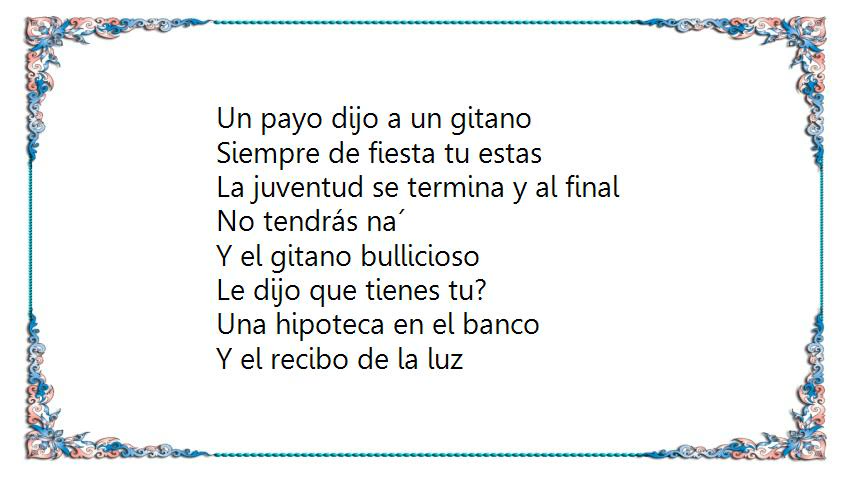 Un payo dijo a un gitano
Siempre de fiesta tu estas
La juventud se termina y al final
No tendrás na´
Y el gitano bullicioso
Le dijo que tienes tu?
Una hipoteca en el banco
Y el recibo de la luz